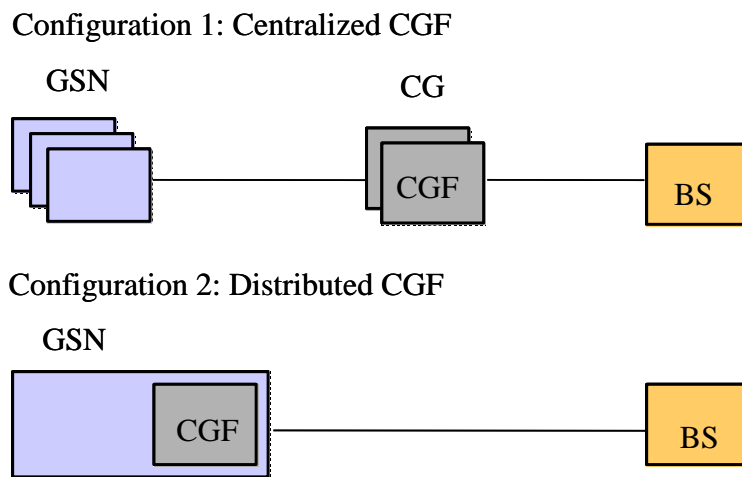 Configuration 1: Centralized CGF
GSN
CG
CGF
BS
Configuration 2: Distributed CGF
GSN
CGF
BS